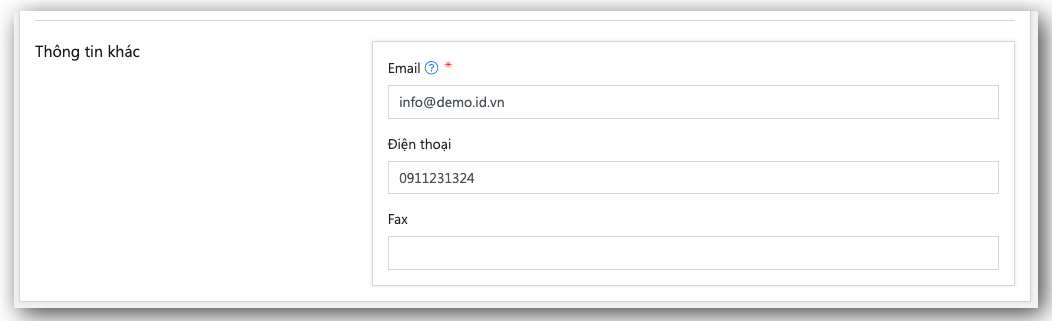 Thông tin khác
Email ? *
info@demo.id.vn
Điện thoại
0911231324
Fax